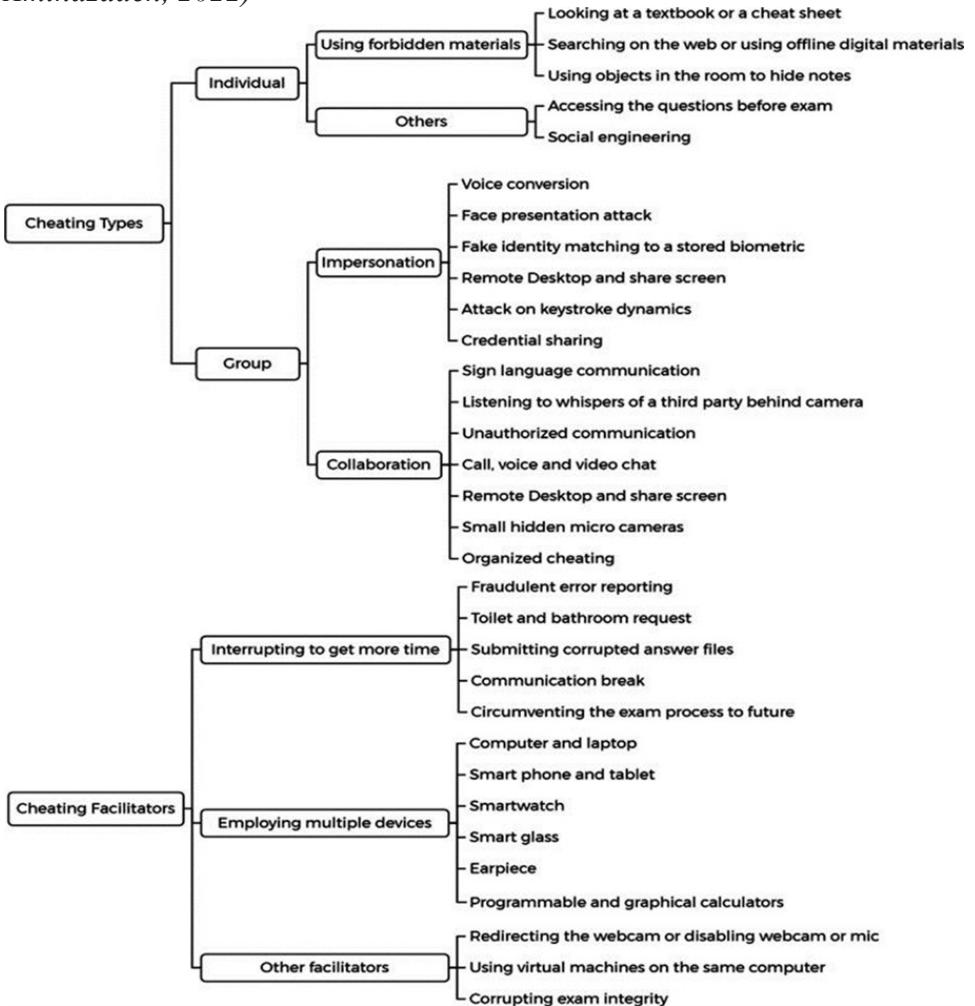 Looking at a textbook or a cheat sheet
Using forbidden materials
Searching on the web or using offline digital materials
Individual
Using objects in the room to hide notes
Others
Accessing the questions before exam
Social engineering
Cheating Types
Voice conversion
Face presentation attack
Impersonation
Fake identity matching to a stored biometric
Remote Desktop and share screen
Attack on keystroke dynamics
Credential sharing
Group
Sign language communication
Listening to whispers of a third party behind camera
Unauthorized communication
Collaboration
Call, voice and video chat
Remote Desktop and share screen
Small hidden micro cameras
Organized cheating
Fraudulent error reporting
Toilet and bathroom request
Interrupting to get more time
Submitting corrupted answer files
Communication break
Circumventing the exam process to future
Cheating Facilitators
Computer and laptop
Smart phone and tablet
Smartwatch
Employing multiple devices
Smart glass
Earpiece
Programmable and graphical calculators
Redirecting the webcam or disabling webcam or mic
Other facilitators
Using virtual machines on the same computer
Corrupting exam integrity